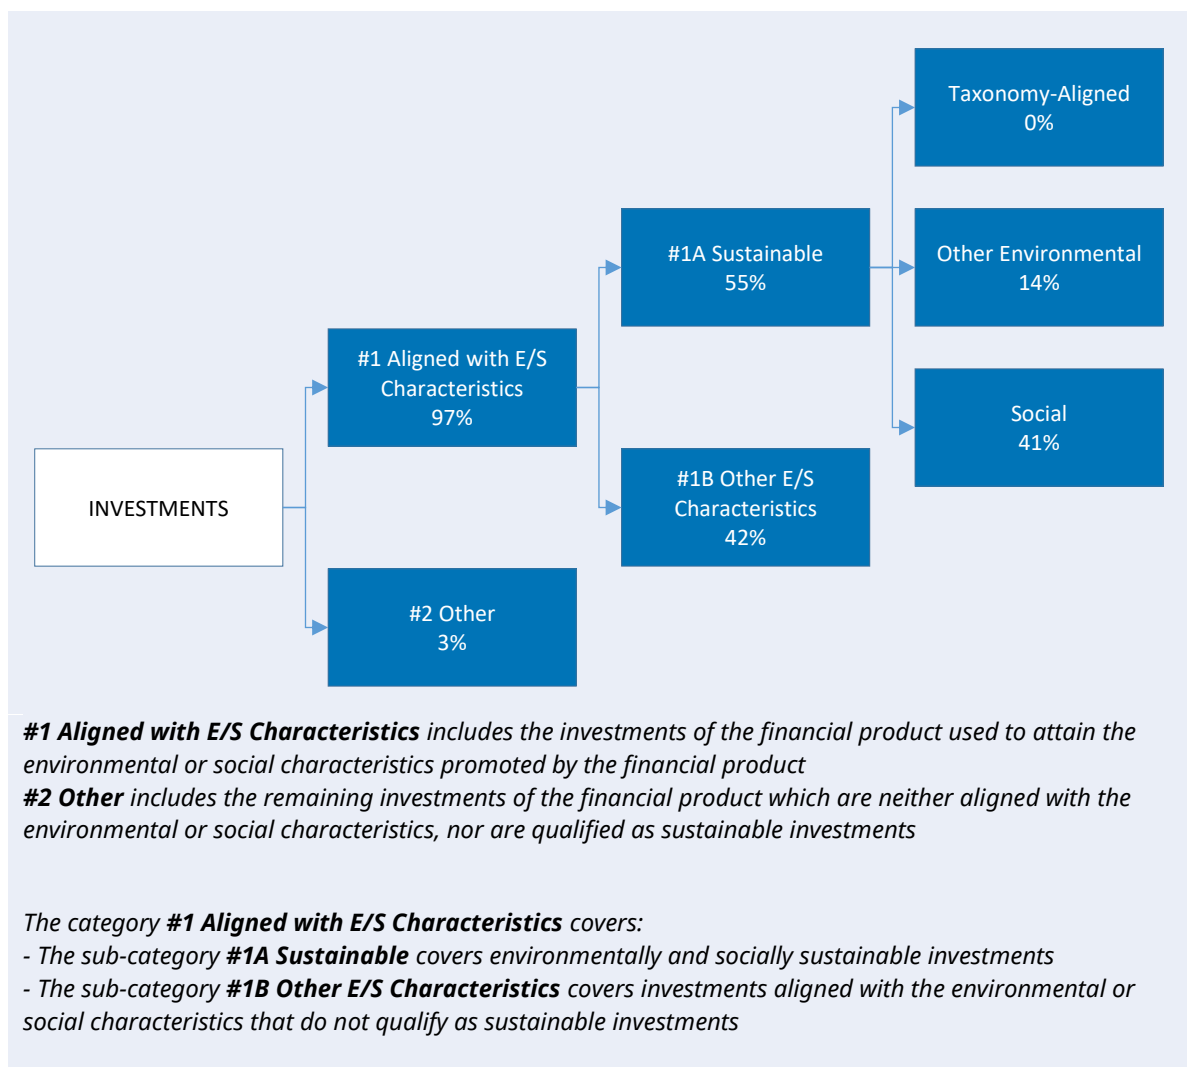 Taxonomy-Aligned
0%
#1A Sustainable
55%
Other Environmental
14%
#1 Aligned with E/S
Characteristics
97%
Social
41%
INVESTMENTS
#1B Other E/S
Characteristics
42%
#2 Other
3%
#1 Aligned with E/S Characteristics includes the investments of the financial product used to attain the
environmental or social characteristics promoted by the financial product
#2 Other includes the remaining investments of the financial product which are neither aligned with the
environmental or social characteristics, nor are qualified as sustainable investments
The category #1 Aligned with E/S Characteristics covers:
- The sub-category #1A Sustainable covers environmentally and socially sustainable investments
- The sub-category #1B Other E/S Characteristics covers investments aligned with the environmental or
social characteristics that do not qualify as sustainable investments